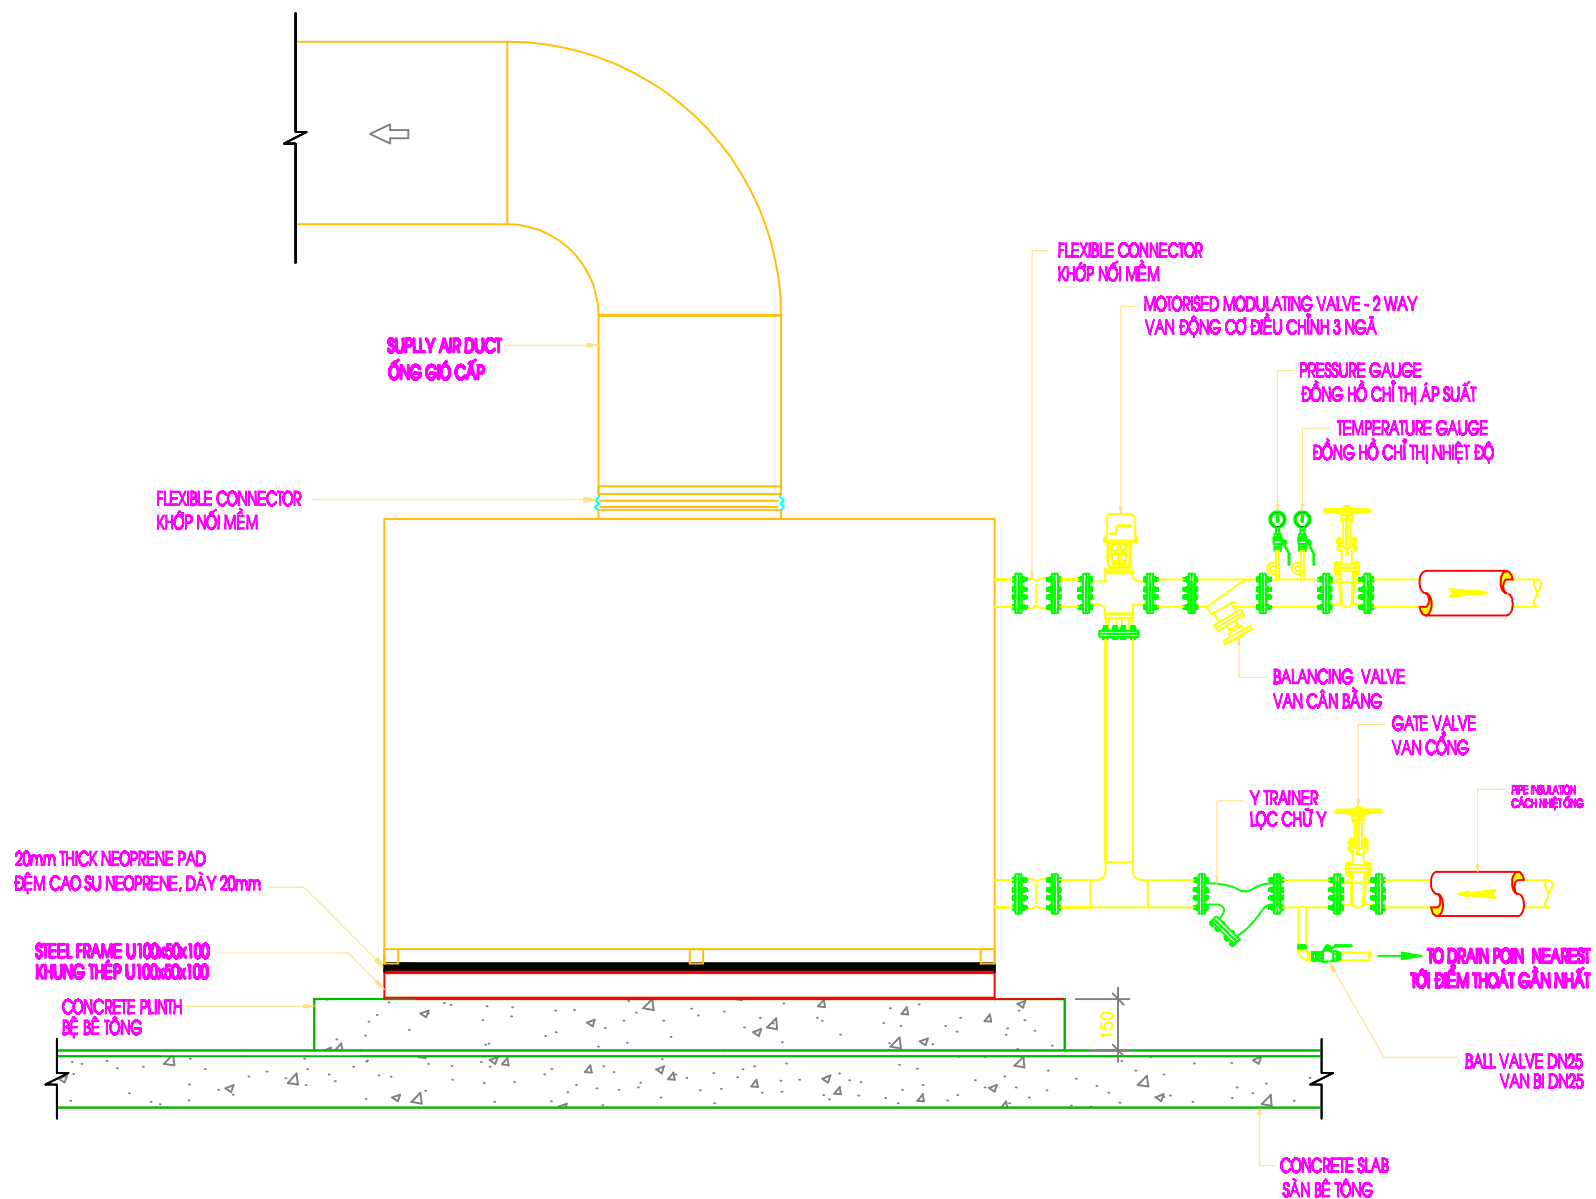 FLEXIBLE CONNECTOR
KHỚP NỐI MỀM
MOTORISED MODULATING VALVE - 2 WAY
VAN ĐỘNG CƠ ĐIỀU CHỈNH 3 NGÃ
SUPLLY AIR DUCT
ỐNG GIÓ CẤP
PRESSURE GAUGE
ĐỒNG HỒ CHỈ THỊ ÁP SUẤT
TEMPERATURE GAUGE
ĐỒNG HỒ CHỈ THỊ NHIỆT ĐỘ
FLEXIBLE CONNECTOR
KHỚP NỐI MỀM
BALANCING VALVE
VAN CÂN BẰNG
GATE VALVE
VAN CỔNG
Y TRAINER
LỌC CHỮ Y
PIPE INSULATION
CÁCH NHIỆT ỐNG
20mm THICK NEOPRENE PAD
ĐỆM CAO SU NEOPRENE, DÀY 20mm
STEEL FRAME U100x50x100
KHUNG THÉP U100x50x100
TO DRAIN POIN NEAREST
TỚI ĐIỂM THOÁT GẦN NHẤT
CONCRETE PLINTH
BỆ BÊ TÔNG
150
BALL VALVE DN25
VAN BI DN25
CONCRETE SLAB
SÀN BÊ TÔNG